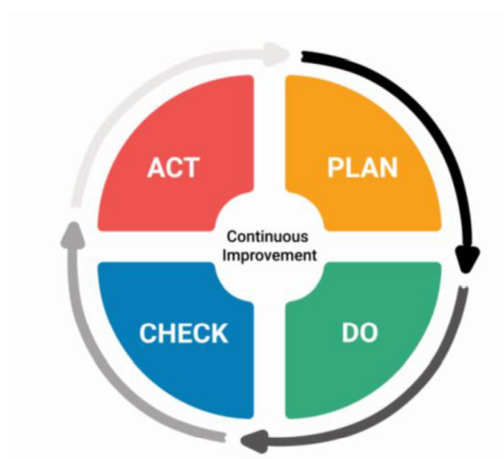 ACT
PLAN
Continuous
Improvement
CHECK
DO